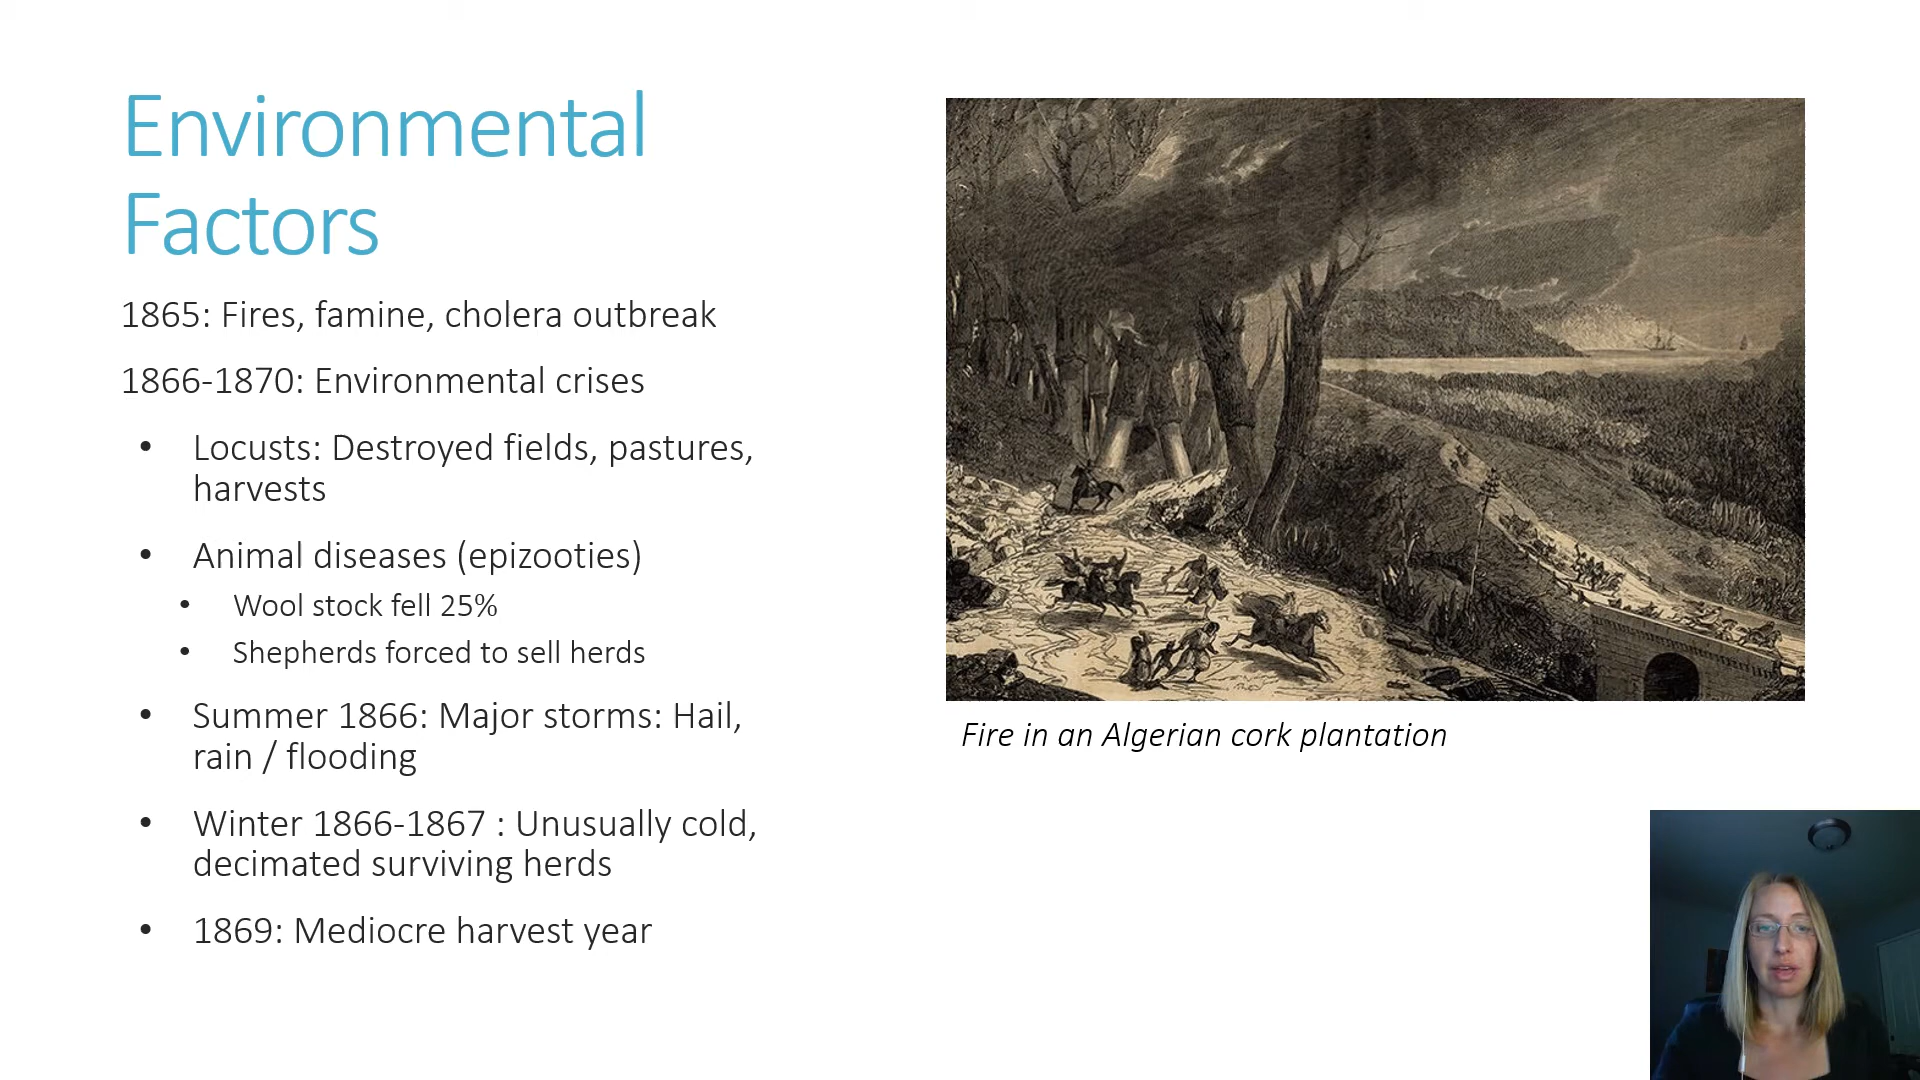 Environmental
Factors
1865: Fires, famine, cholera outbreak
1866-1870: Environmental crises
• Locusts: Destroyed fields, pastures,
harvests
• Animal diseases (epizooties)
• Wool stock fell 25%
• Shepherds forced to sell herds
• Summer 1866: Major storms: Hail,
rain / flooding
• Winter 1866-1867 : Unusually cold,
decimated surviving herds
• 1869: Mediocre harvest year
Fire in an Algerian cork plantation